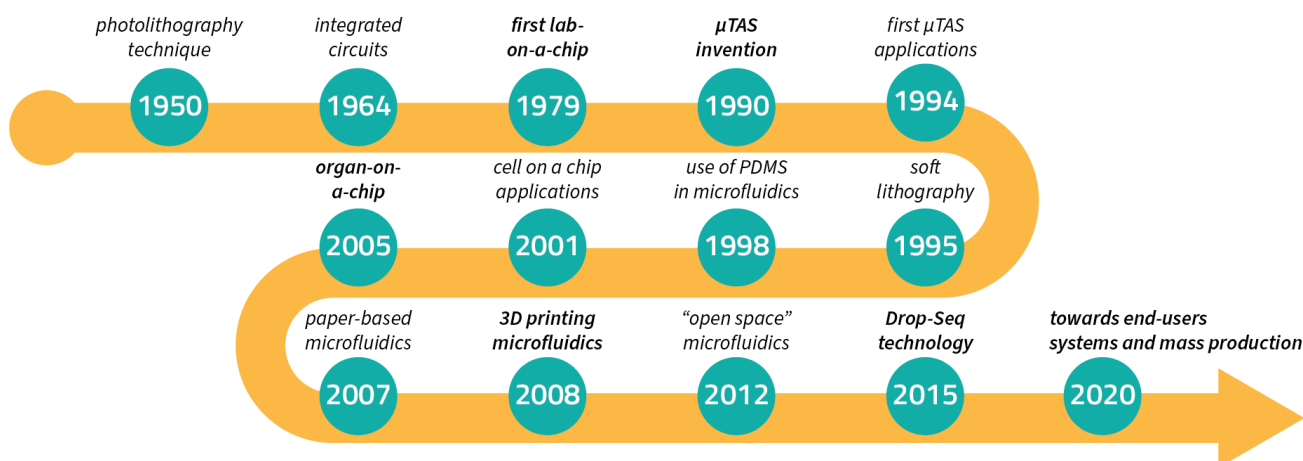 photolithography
technique
1950
integrated
circuits
1964
first lab-
on-a-chip
1979
µTAS
invention
1990
first µTAS
applications
1994
soft
lithography
1995
use of PDMS
in microfluidics
1998
cell on a chip
applications
2001
organ-on-
a-chip
2005
paper-based
microfluidics
2007
3D printing
microfluidics
2008
“open space”
microfluidics
2012
Drop-Seq
technology
2015
towards end-users
systems and mass production
2020